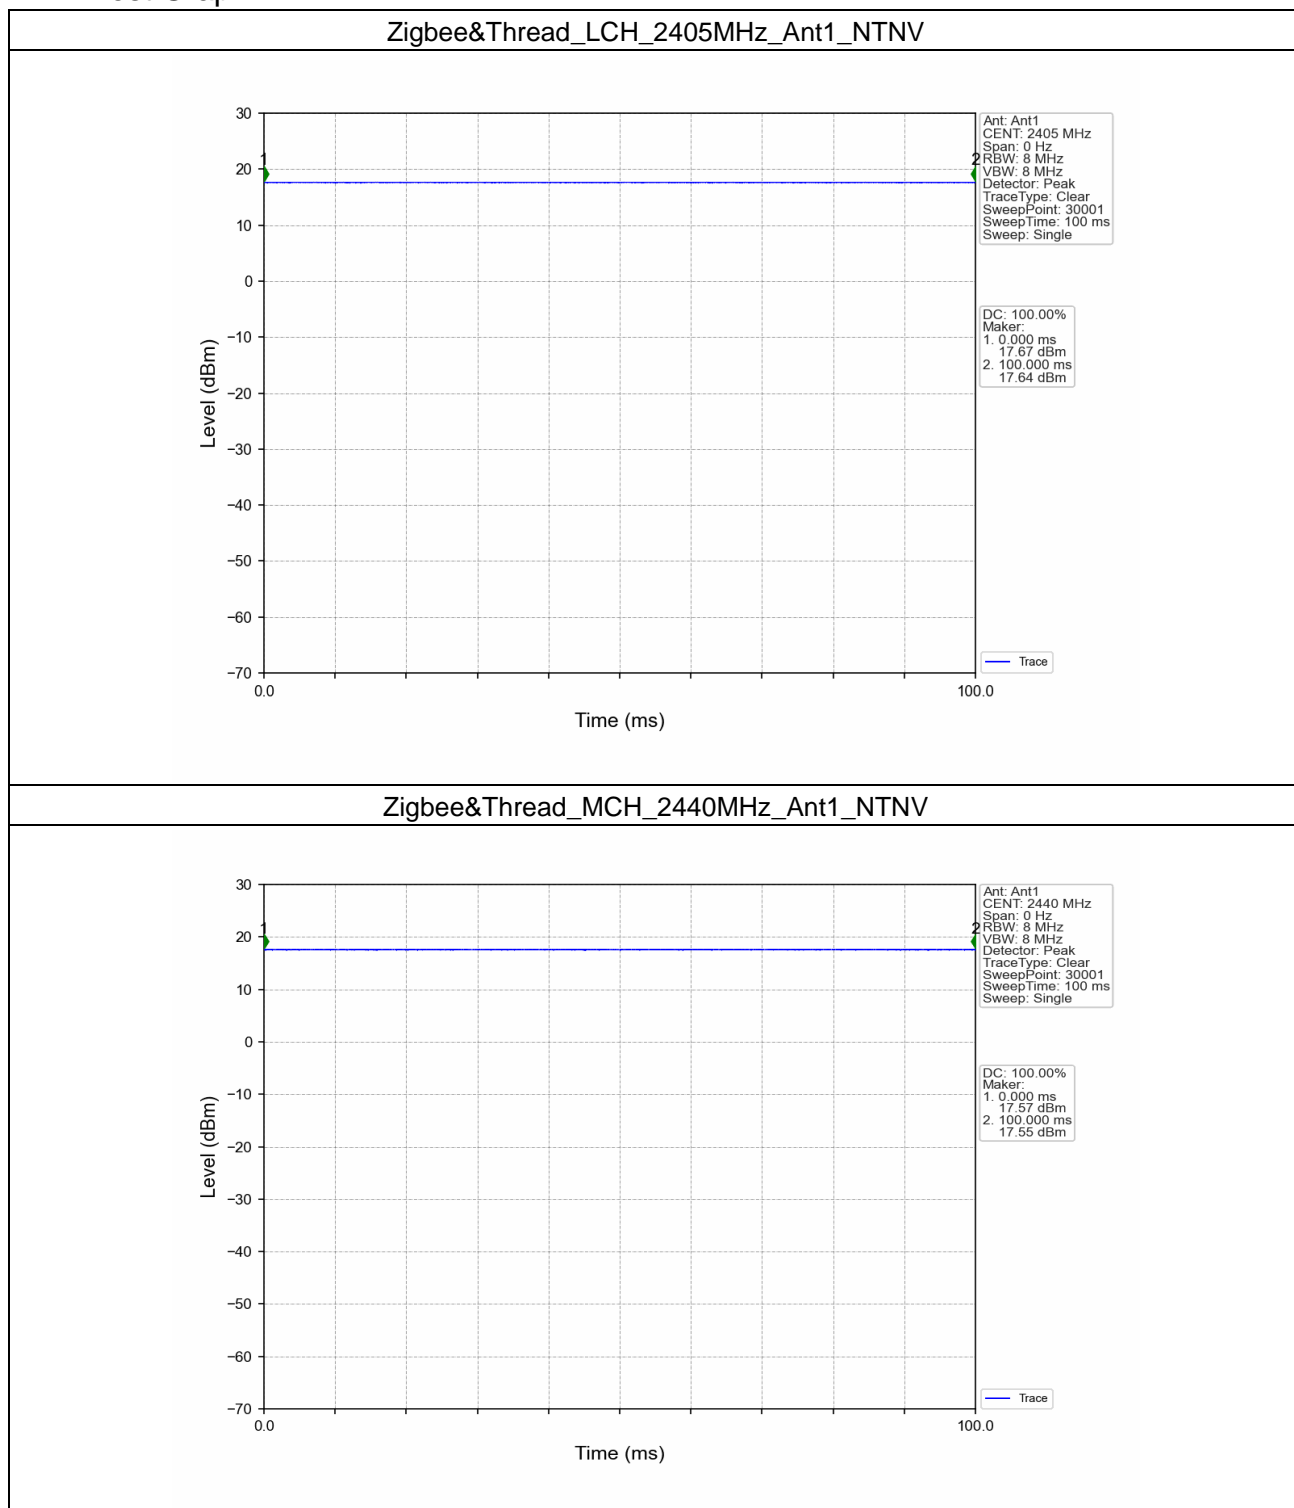 Zigbee&Thread_LCH_2405MHz_Ant1_NTNV
30
20
10
0
−10
−20
−30
−40
−50
−60
−70
Level (dBm)
1
2
0.0
100.0
Time (ms)
Ant: Ant1
CENT: 2405 MHz
Span: 0 Hz
RBW: 8 MHz
VBW: 8 MHz
Detector: Peak
TraceType: Clear
SweepPoint: 30001
SweepTime: 100 ms
Sweep: Single
DC: 100.00%
Maker:
1. 0.000 ms
17.67 dBm
2. 100.000 ms
17.64 dBm
Trace
Zigbee&Thread_MCH_2440MHz_Ant1_NTNV
30
20
10
0
−10
−20
−30
−40
−50
−60
−70
Level (dBm)
1
2
0.0
100.0
Time (ms)
Ant: Ant1
CENT: 2440 MHz
Span: 0 Hz
RBW: 8 MHz
VBW: 8 MHz
Detector: Peak
TraceType: Clear
SweepPoint: 30001
SweepTime: 100 ms
Sweep: Single
DC: 100.00%
Maker:
1. 0.000 ms
17.57 dBm
2. 100.000 ms
17.55 dBm
Trace